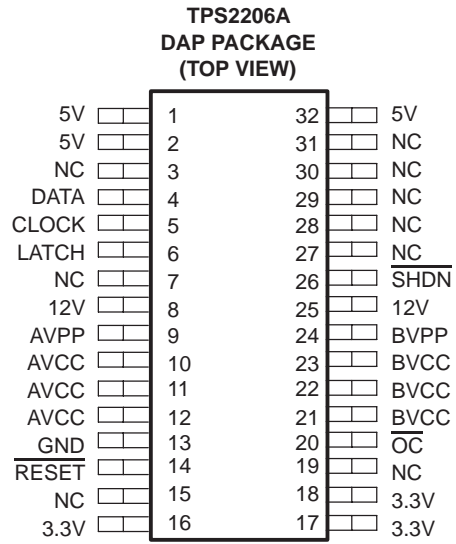 TPS2206A
DAP PACKAGE
(TOP VIEW)
5V 1 32 5V
5V 2 31 NC
NC 3 30 NC
DATA 4 29 NC
CLOCK 5 28 NC
LATCH 6 27 NC
NC 7 26 SHDN
12V 8 25 12V
AVPP 9 24 BVPP
AVCC 10 23 BVCC
AVCC 11 22 BVCC
AVCC 12 21 BVCC
GND 13 20 OC
RESET 14 19 NC
NC 15 18 3.3V
3.3V 16 17 3.3V